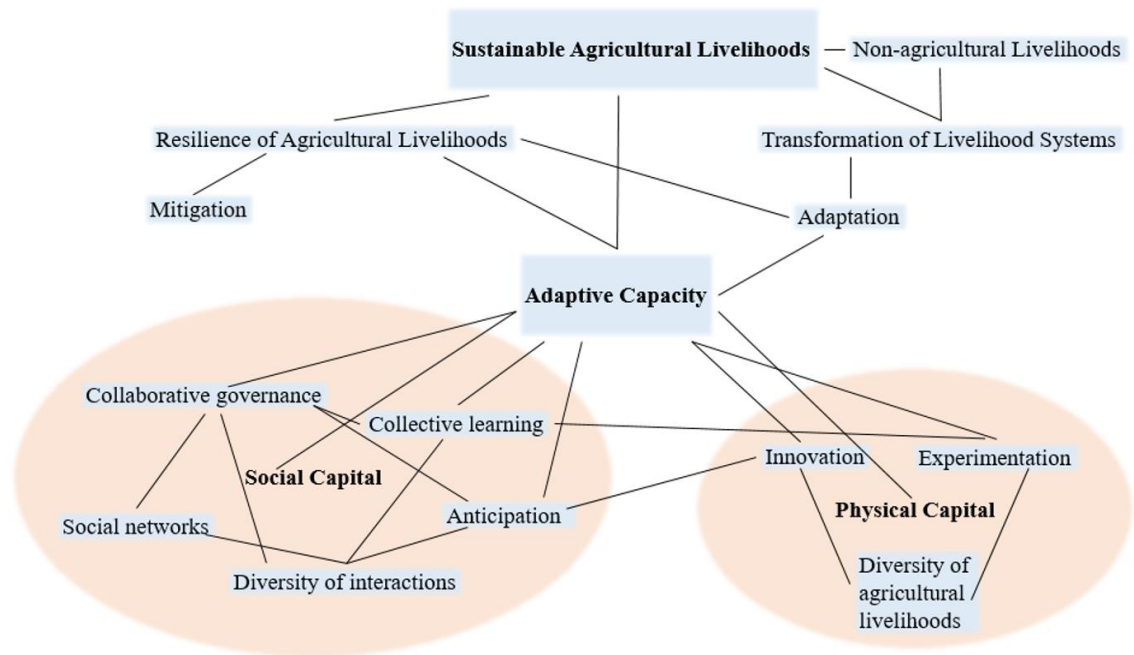 Sustainable Agricultural Livelihoods
Non-agricultural Livelihoods
Resilience of Agricultural Livelihoods
Transformation of Livelihood Systems
Mitigation
Adaptation
Adaptive Capacity
Collaborative governance
Collective learning
Innovation
Experimentation
Social Capital
Physical Capital
Social networks
Anticipation
Diversity of interactions
Diversity of
agricultural
livelihoods